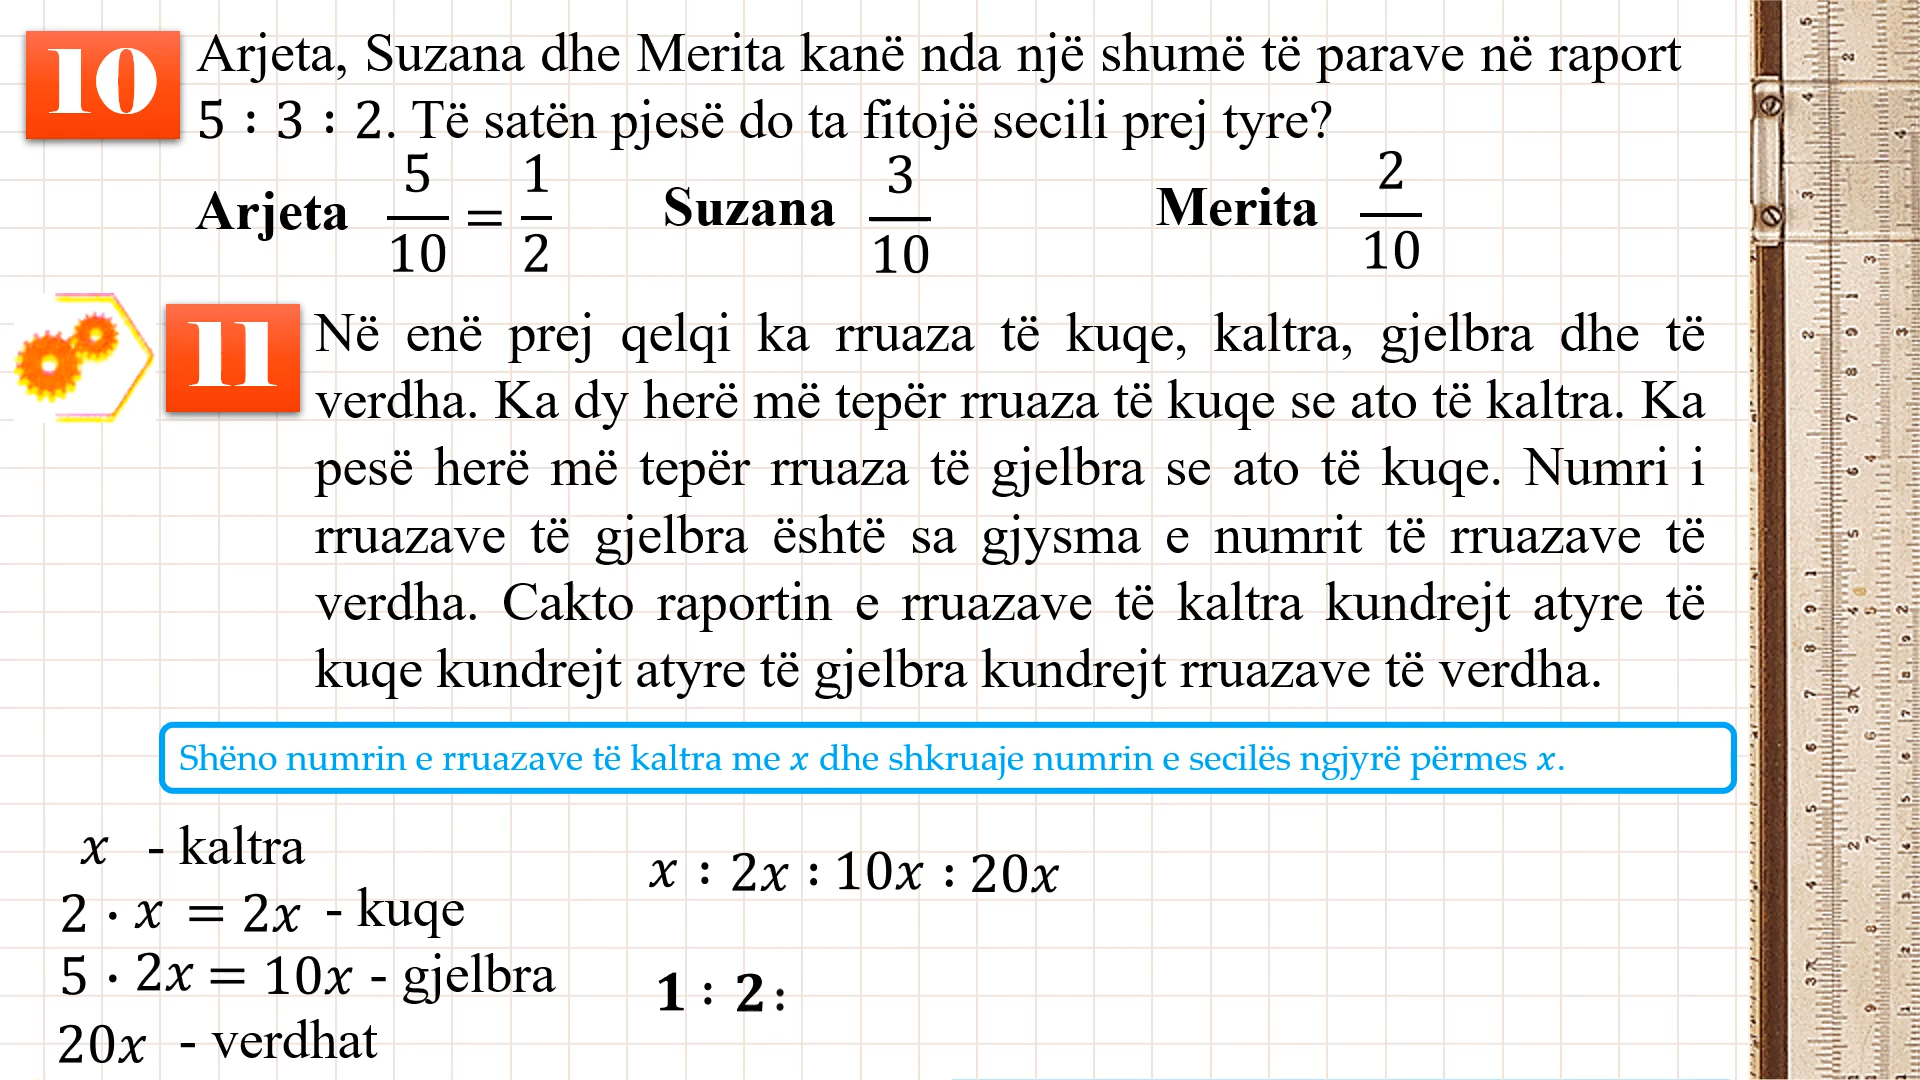 10 Arjeta, Suzana dhe Merita kanë nda një shumë të parave në raport
5 : 3 : 2. Të satën pjesë do ta fitojë secili prej tyre?
Arjeta 5/10 = 1/2 Suzana 3/10 Merita 2/10
11 Në enë prej qelqi ka rruaza të kuqe, kaltra, gjelbra dhe të
verdha. Ka dy herë më tepër rruaza të kuqe se ato të kaltra. Ka
pesë herë më tepër rruaza të gjelbra se ato të kuqe. Numri i
rruazave të gjelbra është sa gjysma e numrit të rruazave të
verdha. Cakto raportin e rruazave të kaltra kundrejt atyre të
kuqe kundrejt atyre të gjelbra kundrejt rruazave të verdha.
Shëno numrin e rruazave të kaltra me x dhe shkruaje numrin e secilës ngjyrë përmes x.
x - kaltra
2 · x = 2x - kuqe
5 · 2x = 10x - gjelbra
20x - verdhat
x : 2x : 10x : 20x
1 : 2 :